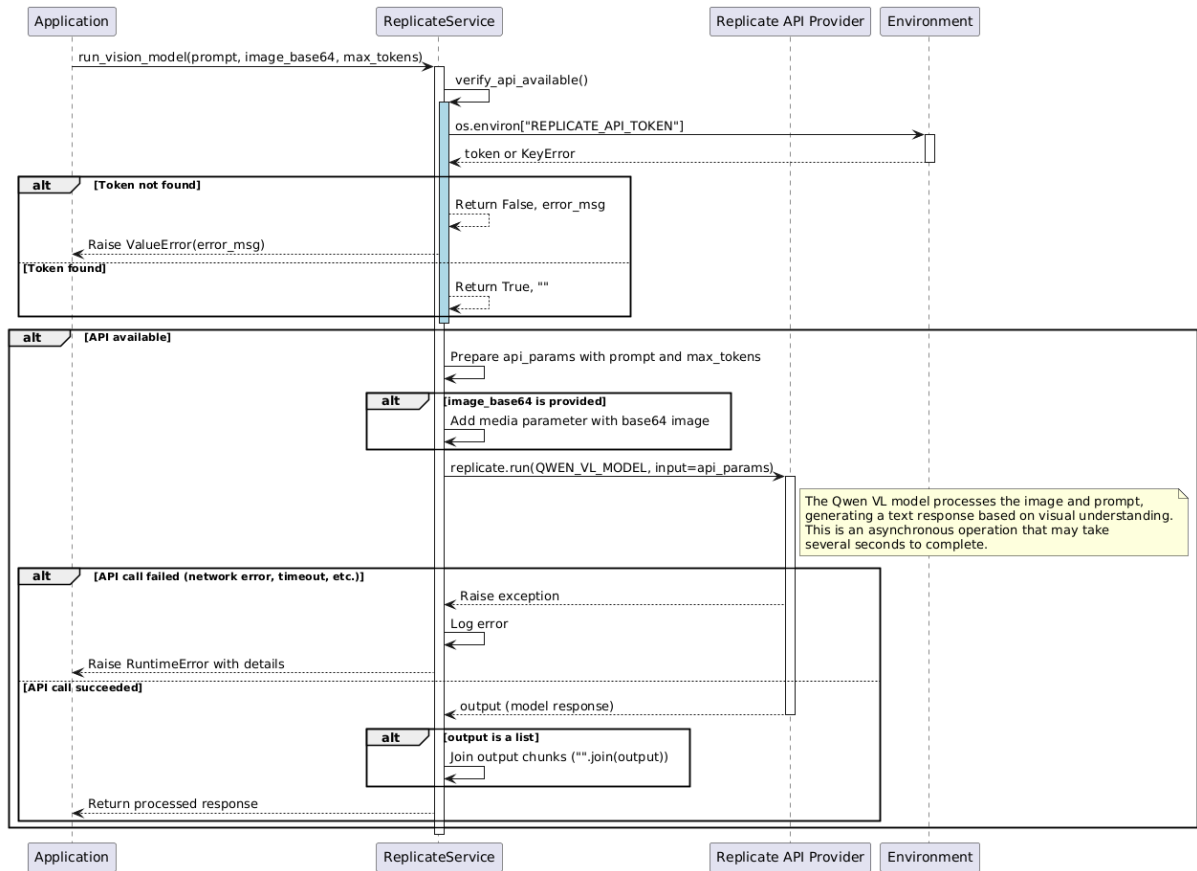 Application
ReplicateService
Replicate API Provider
Environment
run_vision_model(prompt, image_base64, max_tokens)
verify_api_available()
os.environ["REPLICATE_API_TOKEN"]
token or KeyError
alt [Token not found]
Return False, error_msg
Raise ValueError(error_msg)
[Token found]
Return True, ""
alt [API available]
Prepare api_params with prompt and max_tokens
alt [image_base64 is provided]
Add media parameter with base64 image
replicate.run(QWEN_VL_MODEL, input=api_params)
The Qwen VL model processes the image and prompt,
generating a text response based on visual understanding.
This is an asynchronous operation that may take
several seconds to complete.
alt [API call failed (network error, timeout, etc.)]
Raise exception
Log error
Raise RuntimeError with details
[API call succeeded]
output (model response)
alt [output is a list]
Join output chunks ("".join(output))
Return processed response
Application
ReplicateService
Replicate API Provider
Environment